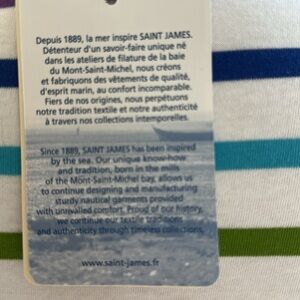 Depuis 1889, la mer inspire SAINT JAMES.
Détenteur d'un savoir-faire unique né
dans les ateliers de filature de la baie
du Mont-Saint-Michel, nous créons
et fabriquons des vêtements de qualité,
d'esprit marin, au confort incomparable.
Fiers de nos origines, nous perpétuons
notre tradition textile et notre authenticité
à travers nos collections intemporelles.
Since 1889, SAINT JAMES has been inspired
by the sea. Our unique know-how
and tradition, born in the mills
of the Mont-Saint-Michel bay, allows us
to continue designing and manufacturing
sturdy nautical garments provided
with unrivalled comfort. Proud of our history,
we continue our textile traditions
and authenticity through timeless collections.
www.saint-james.fr